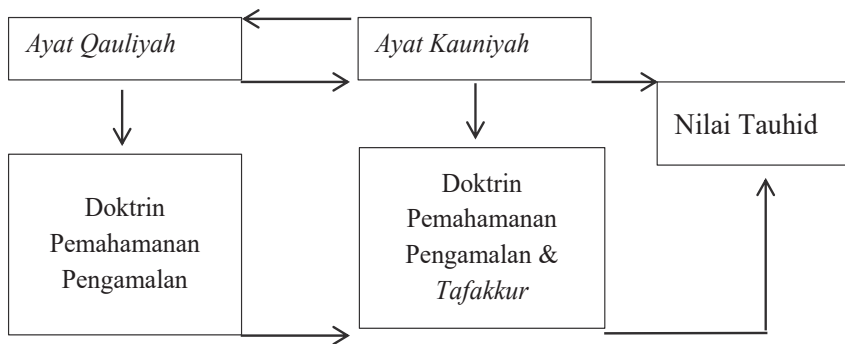 Ayat Qauliyah
Ayat Kauniyah
Nilai Tauhid
Doktrin
Pemahamanan
Pengamalan
Doktrin
Pemahamanan
Pengamalan &
Tafakkur